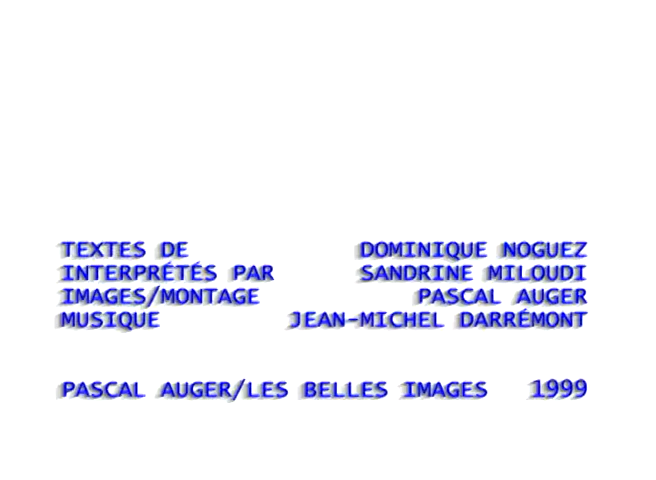 TEXTES DE DOMINIQUE NOGUEZ
INTERPRÉTÉS PAR SANDRINE MILOUDI
IMAGES/MONTAGE PASCAL AUGER
MUSIQUE JEAN-MICHEL DARRÉMONT
PASCAL AUGER/LES BELLES IMAGES 1999